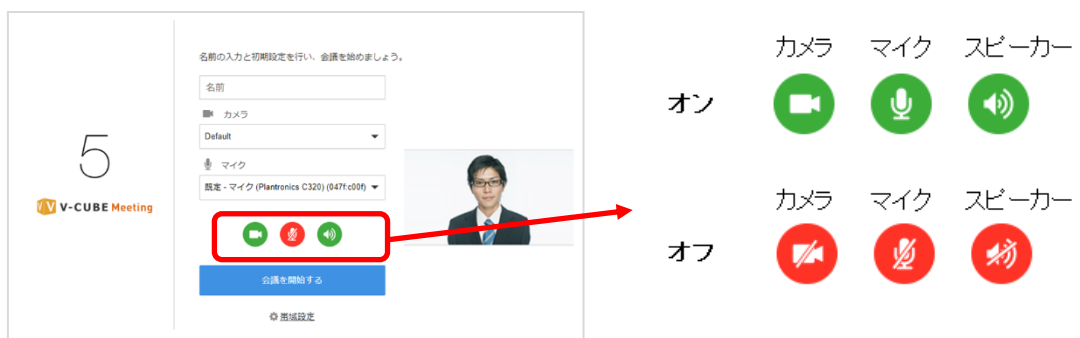 名前の入力と初期設定を行い、会議を始めましょう。
名前
カメラ
Default
マイク
既定 - マイク (Plantronics C320) (047f:c00f)
会議を開始する
帯域設定
5
V-CUBE Meeting
カメラ マイク スピーカー
オン
カメラ マイク スピーカー
オフ